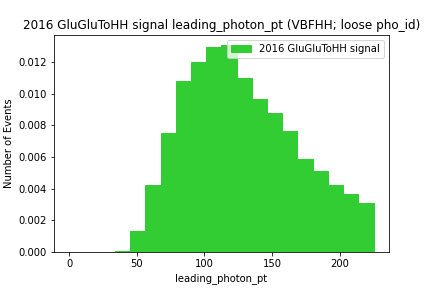 2016 GluGluToHH signal leading_photon_pt (VBFHH; loose pho_id)
2016 GluGluToHH signal
Number of Events
0.012
0.010
0.008
0.006
0.004
0.002
0.000
0 50 100 150 200
leading_photon_pt